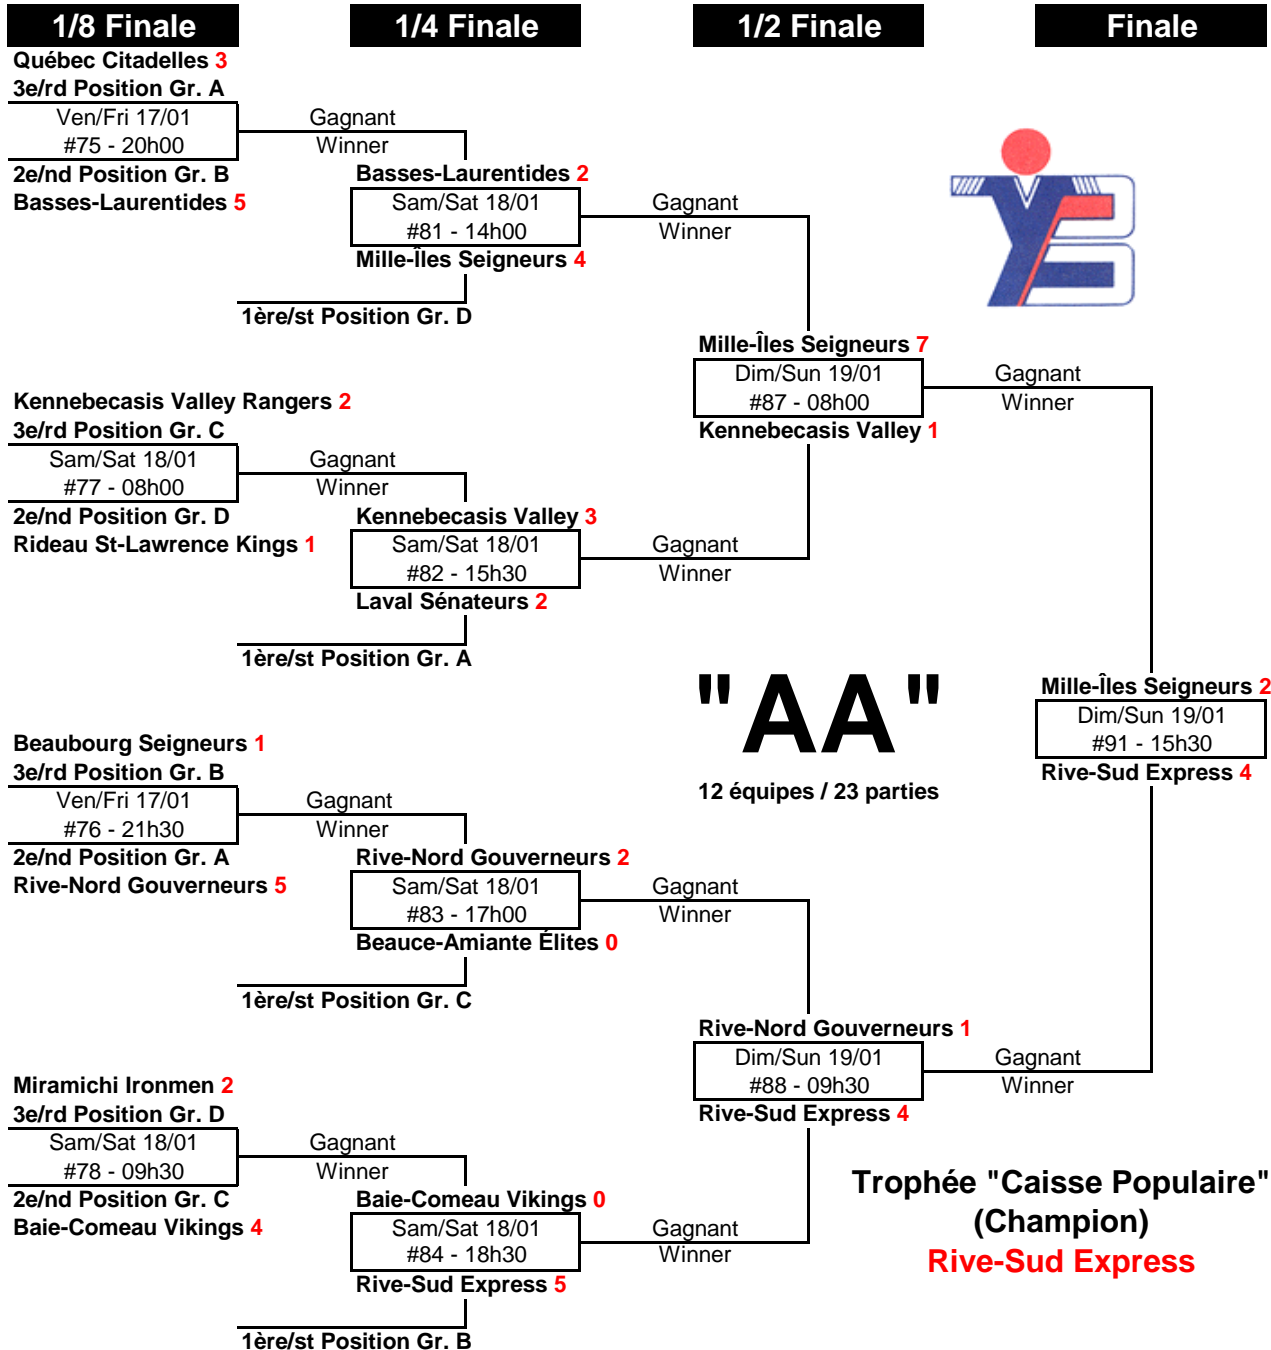 1/8 Finale
1/4 Finale
1/2 Finale
Finale
Québec Citadelles 3
3e/rd Position Gr. A
Ven/Fri 17/01
#75 - 20h00
2e/nd Position Gr. B
Basses-Laurentides 5
Gagnant
Winner
Basses-Laurentides 2
Sam/Sat 18/01
#81 - 14h00
Mille-Îles Seigneurs 4
1ère/st Position Gr. D
Gagnant
Winner
Kennebecasis Valley Rangers 2
3e/rd Position Gr. C
Sam/Sat 18/01
#77 - 08h00
2e/nd Position Gr. D
Rideau St-Lawrence Kings 1
Gagnant
Winner
Kennebecasis Valley 3
Sam/Sat 18/01
#82 - 15h30
Laval Sénateurs 2
1ère/st Position Gr. A
Gagnant
Winner
Mille-Îles Seigneurs 7
Dim/Sun 19/01
#87 - 08h00
Kennebecasis Valley 1
Gagnant
Winner
"AA"
12 équipes / 23 parties
Mille-Îles Seigneurs 2
Dim/Sun 19/01
#91 - 15h30
Rive-Sud Express 4
Beaubourg Seigneurs 1
3e/rd Position Gr. B
Ven/Fri 17/01
#76 - 21h30
2e/nd Position Gr. A
Rive-Nord Gouverneurs 5
Gagnant
Winner
Rive-Nord Gouverneurs 2
Sam/Sat 18/01
#83 - 17h00
Beauce-Amiante Élites 0
1ère/st Position Gr. C
Gagnant
Winner
Rive-Nord Gouverneurs 1
Dim/Sun 19/01
#88 - 09h30
Rive-Sud Express 4
Gagnant
Winner
Miramichi Ironmen 2
3e/rd Position Gr. D
Sam/Sat 18/01
#78 - 09h30
2e/nd Position Gr. C
Baie-Comeau Vikings 4
Gagnant
Winner
Baie-Comeau Vikings 0
Sam/Sat 18/01
#84 - 18h30
Rive-Sud Express 5
1ère/st Position Gr. B
Gagnant
Winner
Trophée "Caisse Populaire"
(Champion)
Rive-Sud Express